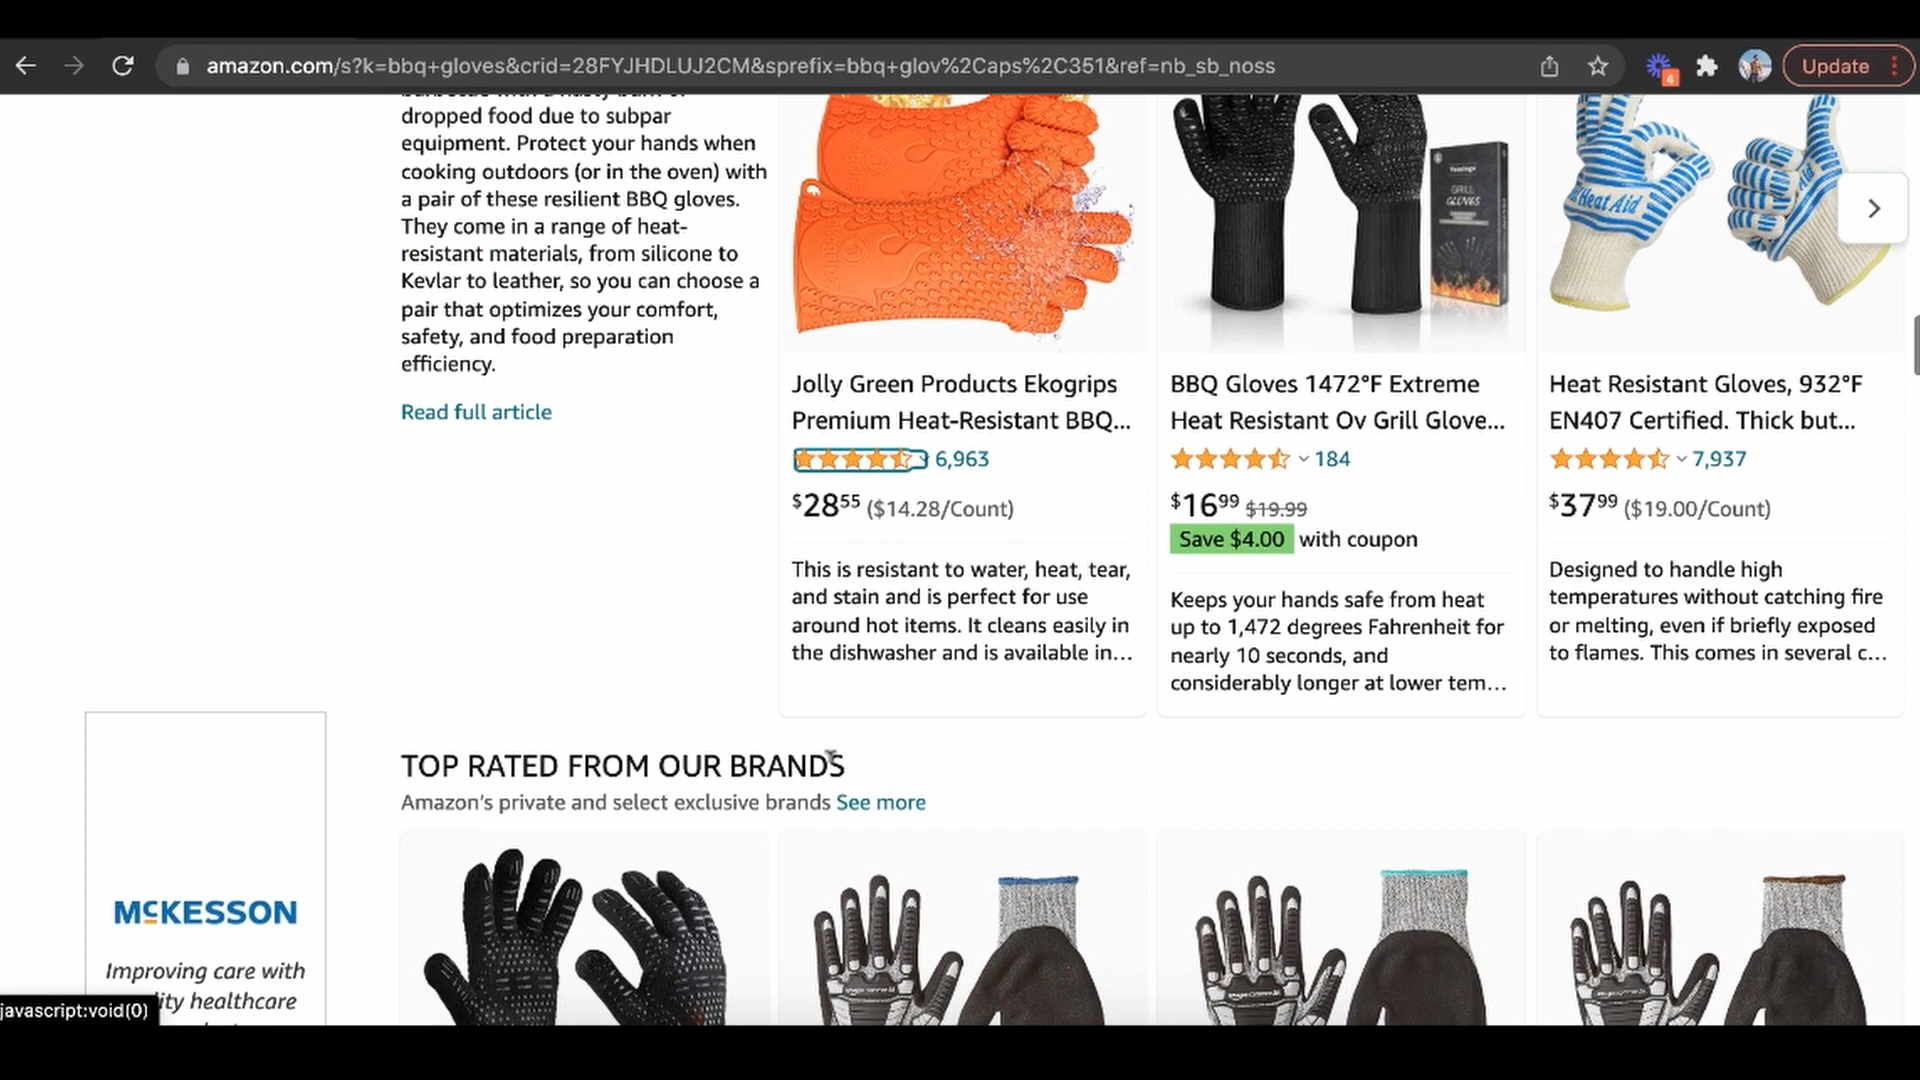 amazon.com/s?k=bbq+gloves&crid=28FYJHDLUJ2CM&sprefix=bbq+glov%2Caps%2C351&ref=nb_sb_noss
4
Update
dropped food due to subpar
equipment. Protect your hands when
cooking outdoors (or in the oven) with
a pair of these resilient BBQ gloves.
They come in a range of heat-
resistant materials, from silicone to
Kevlar to leather, so you can choose a
pair that optimizes your comfort,
safety, and food preparation
efficiency.
Read full article
GRILL
GLOVES
Heat Aid
Jolly Green Products Ekogrips
Premium Heat-Resistant BBQ...
6,963
$28⁵⁵ ($14.28/Count)
This is resistant to water, heat, tear,
and stain and is perfect for use
around hot items. It cleans easily in
the dishwasher and is available in...
BBQ Gloves 1472°F Extreme
Heat Resistant Ov Grill Glove...
184
$16⁹⁹ $19.99
Save $4.00 with coupon
Keeps your hands safe from heat
up to 1,472 degrees Fahrenheit for
nearly 10 seconds, and
considerably longer at lower tem...
Heat Resistant Gloves, 932°F
EN407 Certified. Thick but...
7,937
$37⁹⁹ ($19.00/Count)
Designed to handle high
temperatures without catching fire
or melting, even if briefly exposed
to flames. This comes in several c...
TOP RATED FROM OUR BRANDS
Amazon's private and select exclusive brands See more
McKESSON
Improving care with
healthcare
javascript:void(0)